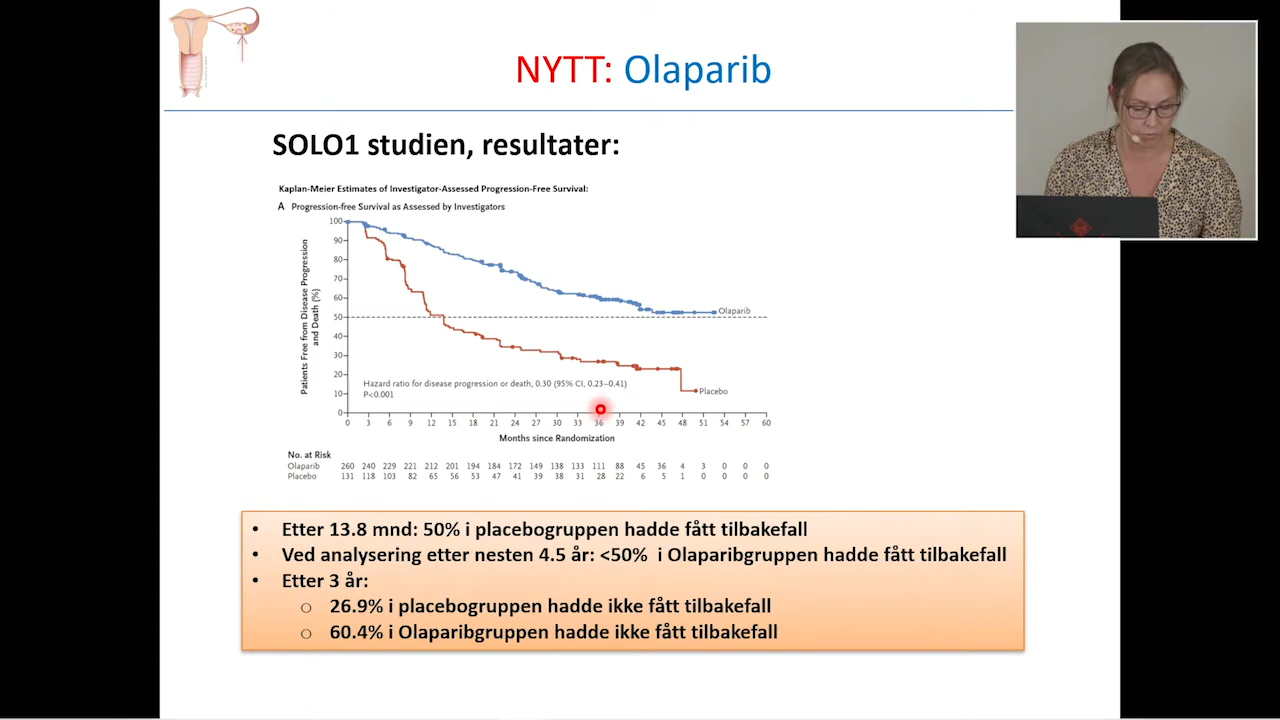 NYTT: Olaparib
SOLO1 studien, resultater:
Kaplan-Meier Estimates of Investigator-Assessed Progression-Free Survival:
A Progression-free Survival as Assessed by Investigators
Patients Free from Disease Progression
and Death (%)
100
90
80
70
60
50
40
30
20
10
0
Olaparib
Placebo
Hazard ratio for disease progression or death, 0.30 (95% CI, 0.23–0.41)
P<0.001
0 3 6 9 12 15 18 21 24 27 30 33 36 39 42 45 48 51 54 57 60
Months since Randomization
No. at Risk
Olaparib 260 240 229 221 212 201 194 184 172 149 138 133 111 88 45 36 4 3 0 0 0
Placebo 131 118 103 82 65 56 53 47 41 39 38 31 28 22 6 5 1 0 0 0 0
• Etter 13.8 mnd: 50% i placebogruppen hadde fått tilbakefall
• Ved analysering etter nesten 4.5 år: <50% i Olaparibgruppen hadde fått tilbakefall
• Etter 3 år:
○ 26.9% i placebogruppen hadde ikke fått tilbakefall
○ 60.4% i Olaparibgruppen hadde ikke fått tilbakefall